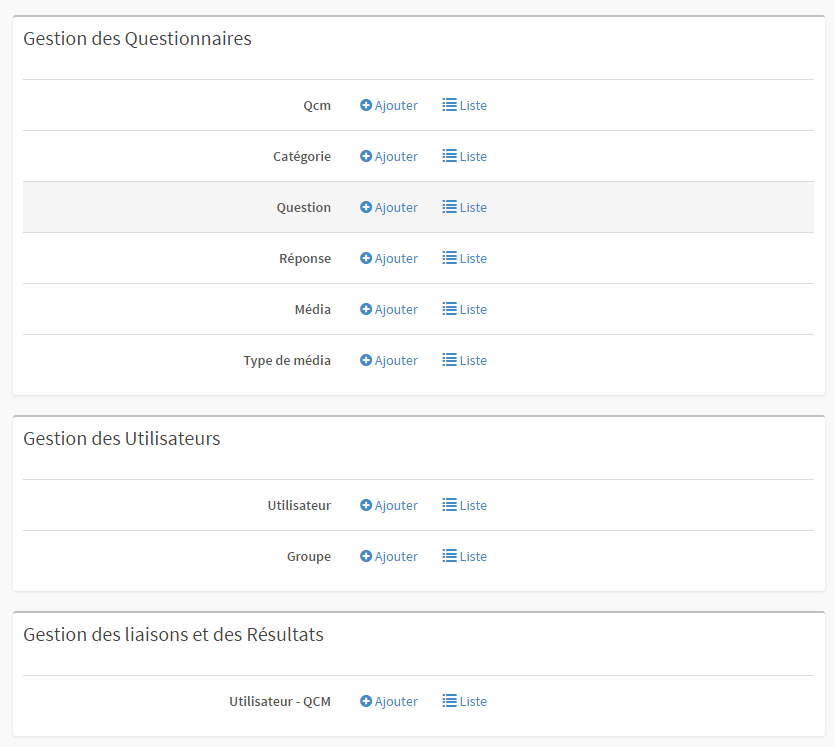 Gestion des Questionnaires
Qcm Ajouter Liste
Catégorie Ajouter Liste
Question Ajouter Liste
Réponse Ajouter Liste
Média Ajouter Liste
Type de média Ajouter Liste
Gestion des Utilisateurs
Utilisateur Ajouter Liste
Groupe Ajouter Liste
Gestion des liaisons et des Résultats
Utilisateur - QCM Ajouter Liste